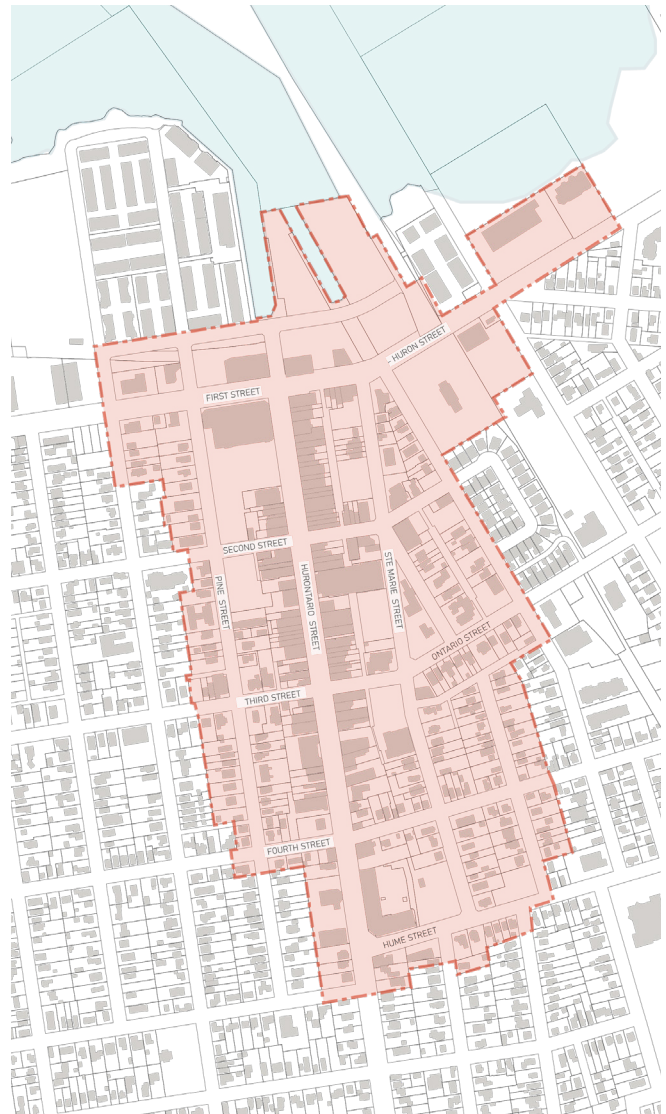 HURON STREET
FIRST STREET
SECOND STREET
PINE STREET
HURONTARIO STREET
STE MARIE STREET
ONTARIO STREET
THIRD STREET
FOURTH STREET
HUME STREET